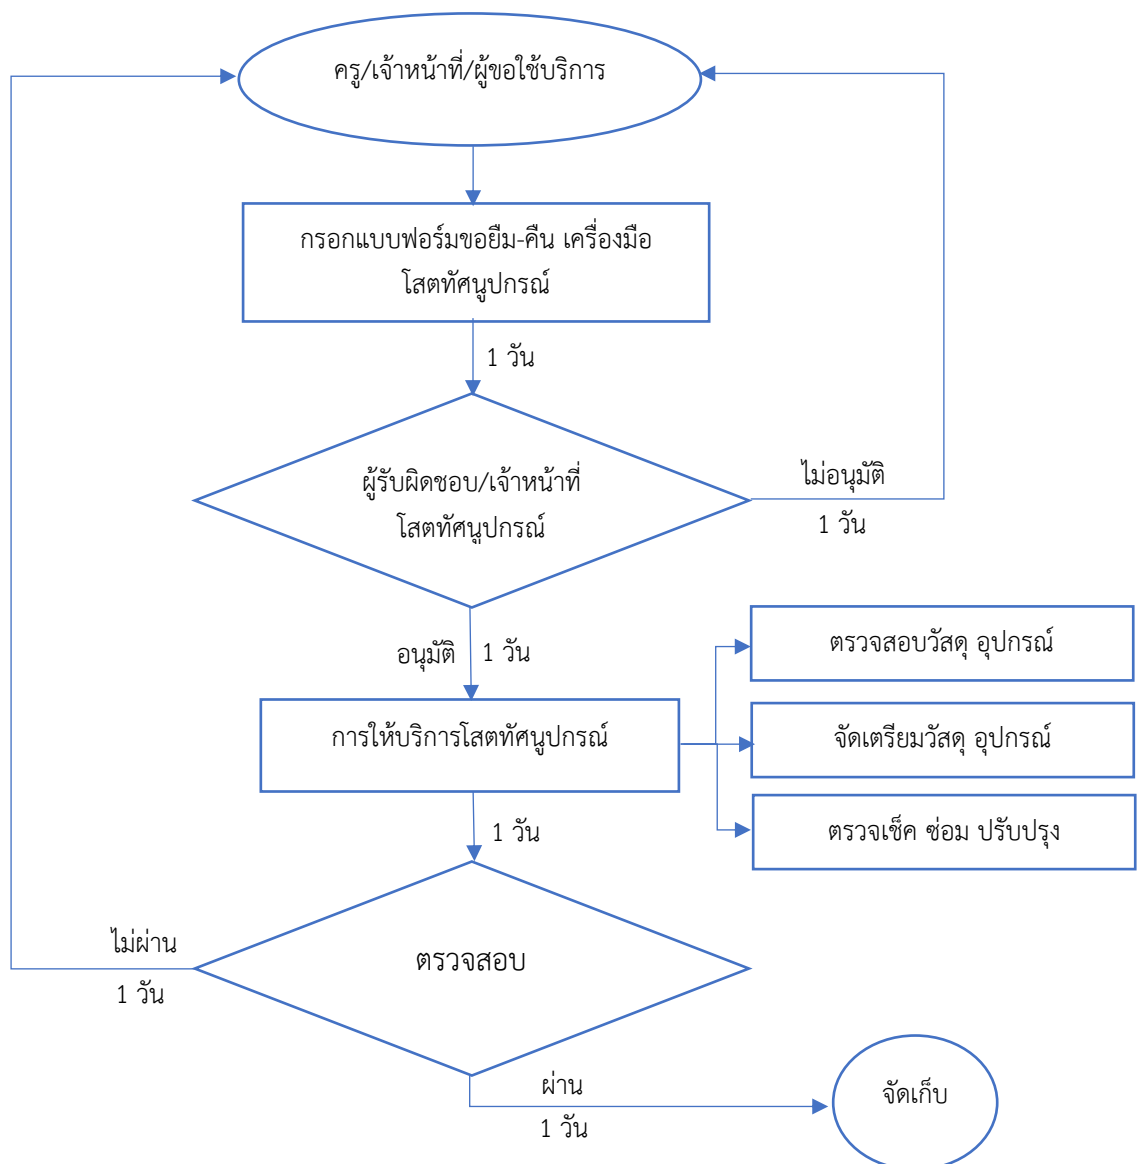 ครู/เจ้าหน้าที่/ผู้ขอใช้บริการ
กรอกแบบฟอร์มขอยืม-คืน เครื่องมือ
โสตทัศนูปกรณ์
1 วัน
ผู้รับผิดชอบ/เจ้าหน้าที่
โสตทัศนูปกรณ์
ไม่อนุมัติ
1 วัน
อนุมัติ
1 วัน
การให้บริการโสตทัศนูปกรณ์
ตรวจสอบวัสดุ อุปกรณ์
จัดเตรียมวัสดุ อุปกรณ์
ตรวจเช็ค ซ่อม ปรับปรุง
1 วัน
ตรวจสอบ
ไม่ผ่าน
1 วัน
ผ่าน
1 วัน
จัดเก็บ